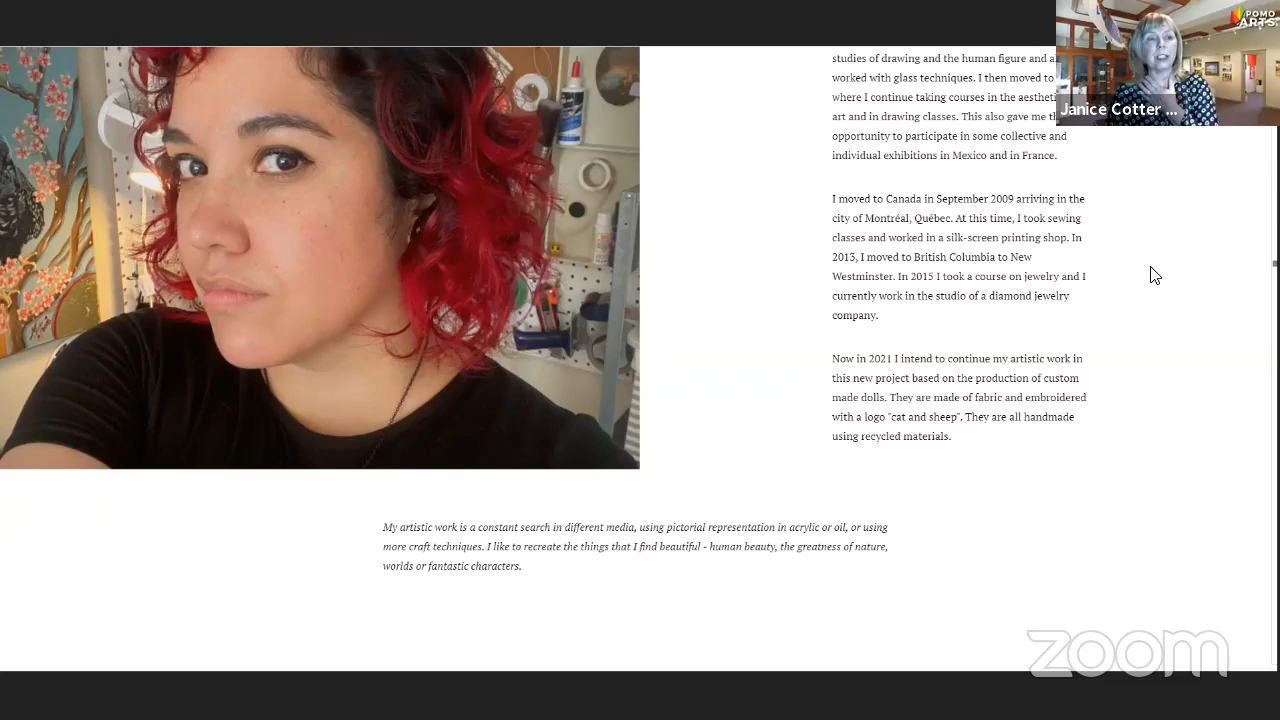 POMO
ARTS.
Janice Cotter ...
studies of drawing and the human figure and a
worked with glass techniques. I then moved to
where I continue taking courses in the aestheti
art and in drawing classes. This also gave me t
opportunity to participate in some collective and
individual exhibitions in Mexico and in France.
I moved to Canada in September 2009 arriving in the
city of Montréal, Québec. At this time, I took sewing
classes and worked in a silk-screen printing shop. In
2013, I moved to British Columbia to New
Westminster. In 2015 I took a course on jewelry and I
currently work in the studio of a diamond jewelry
company.
Now in 2021 I intend to continue my artistic work in
this new project based on the production of custom
made dolls. They are made of fabric and embroidered
with a logo "cat and sheep". They are all handmade
using recycled materials.
My artistic work is a constant search in different media, using pictorial representation in acrylic or oil, or using
more craft techniques. I like to recreate the things that I find beautiful - human beauty, the greatness of nature,
worlds or fantastic characters.
zoom